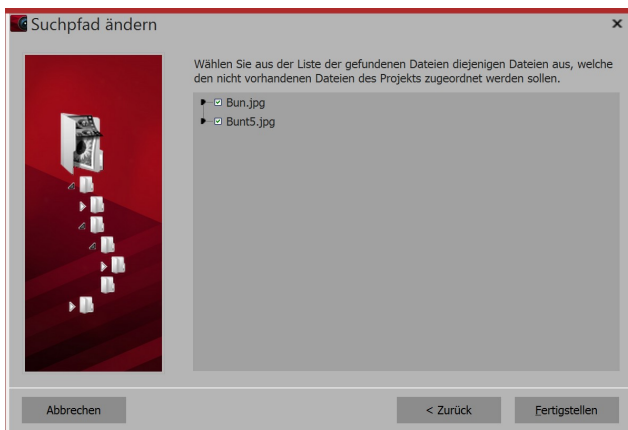 Suchpfad ändern
Wählen Sie aus der Liste der gefundenen Dateien diejenigen Dateien aus, welche
den nicht vorhandenen Dateien des Projekts zugeordnet werden sollen.
Bun.jpg
Bunt5.jpg
Abbrechen
< Zurück
Fertigstellen